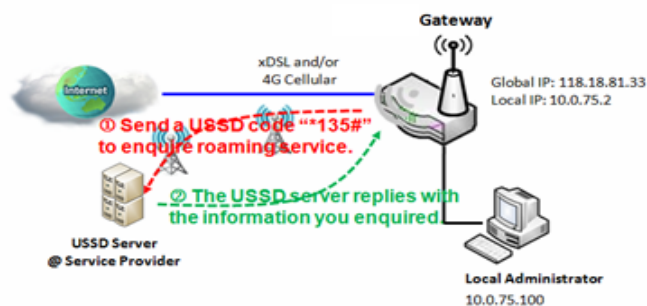 Gateway
xDSL and/or
4G Cellular
Internet
Global IP: 118.18.81.33
Local IP: 10.0.75.2
① Send a USSD code “*135#”
to enquire roaming service.
② The USSD server replies with
the information you enquired.
USSD Server
@ Service Provider
Local Administrator
10.0.75.100